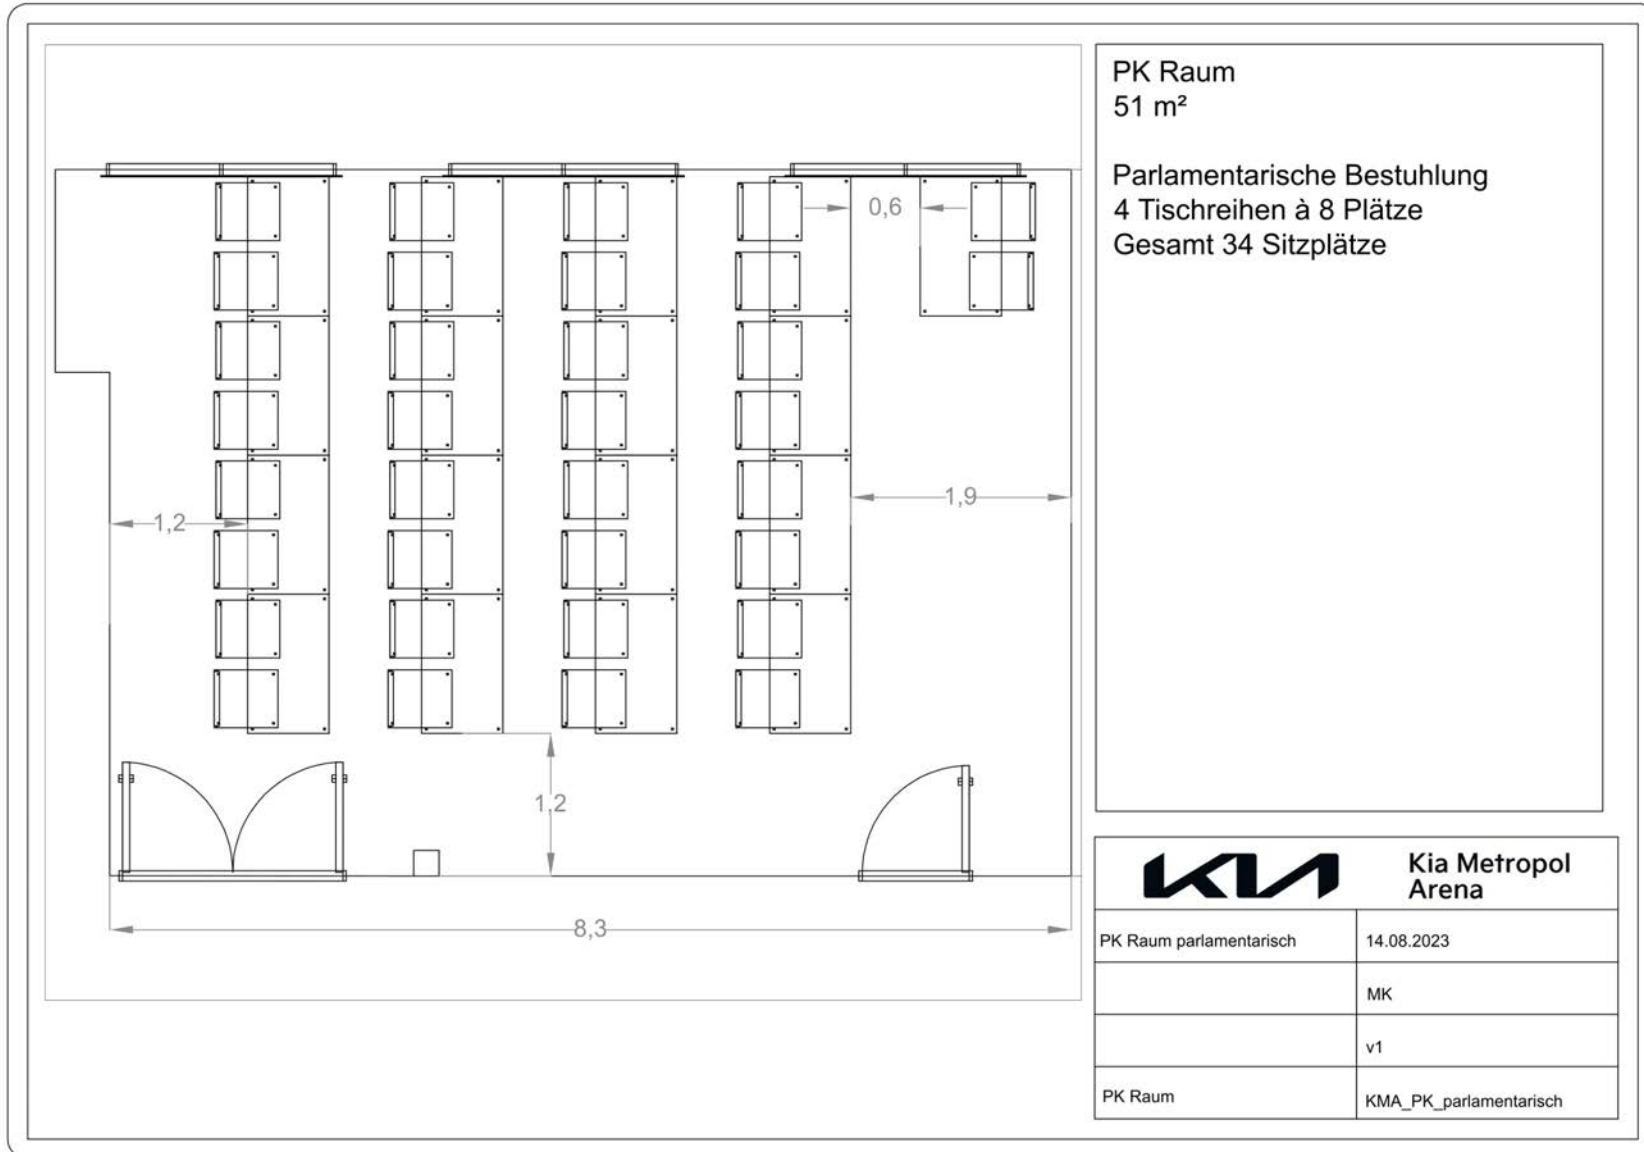 PK Raum
51 m²
Parlamentarische Bestuhlung
4 Tischreihen à 8 Plätze
Gesamt 34 Sitzplätze
0,6
1,9
1,2
1,2
8,3
KIA
Kia Metropol
Arena
PK Raum parlamentarisch
14.08.2023
MK
v1
PK Raum
KMA_PK_parlamentarisch